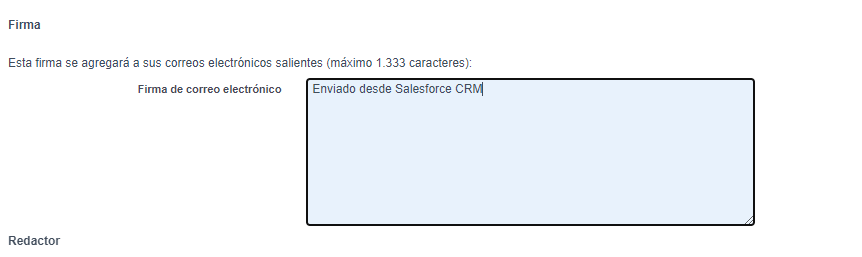 Firma
Esta firma se agregará a sus correos electrónicos salientes (máximo 1.333 caracteres):
Firma de correo electrónico
Enviado desde Salesforce CRM
Redactor